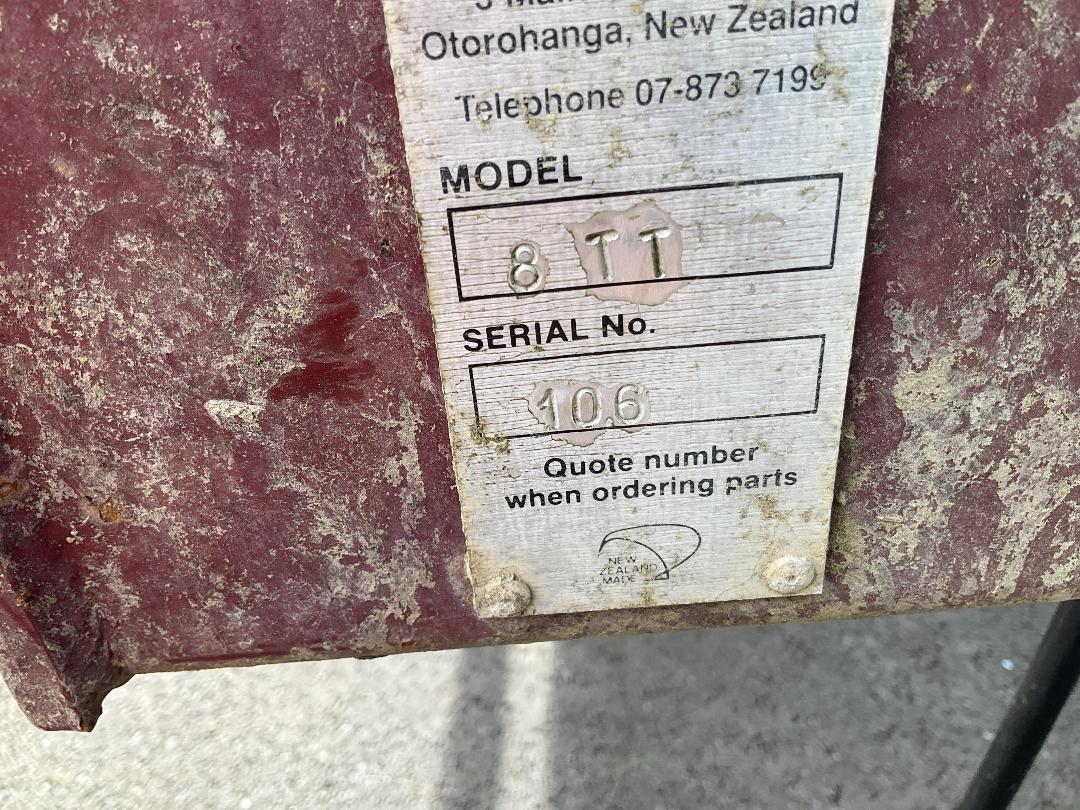 Otorohanga, New Zealand
Telephone 07-873 7199
MODEL
8 TT
SERIAL No.
106
Quote number
when ordering parts
NEW
ZEALAND
MADE